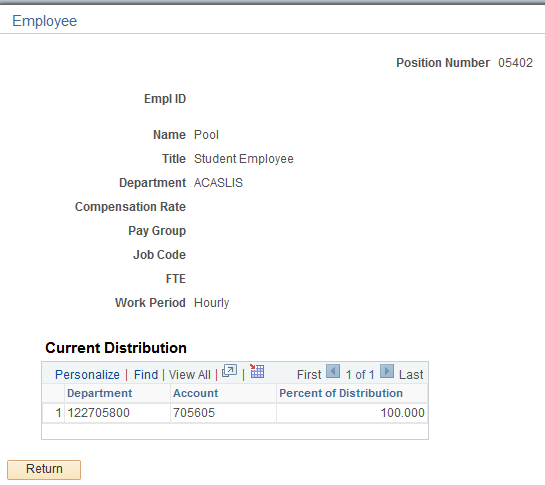 Employee
Position Number 05402
Empl ID
Name Pool
Title Student Employee
Department ACASLIS
Compensation Rate
Pay Group
Job Code
FTE
Work Period Hourly
Current Distribution
Personalize | Find | View All | | First 1 of 1 Last
Department Account Percent of Distribution
1 122705800 705605 100.000
Return